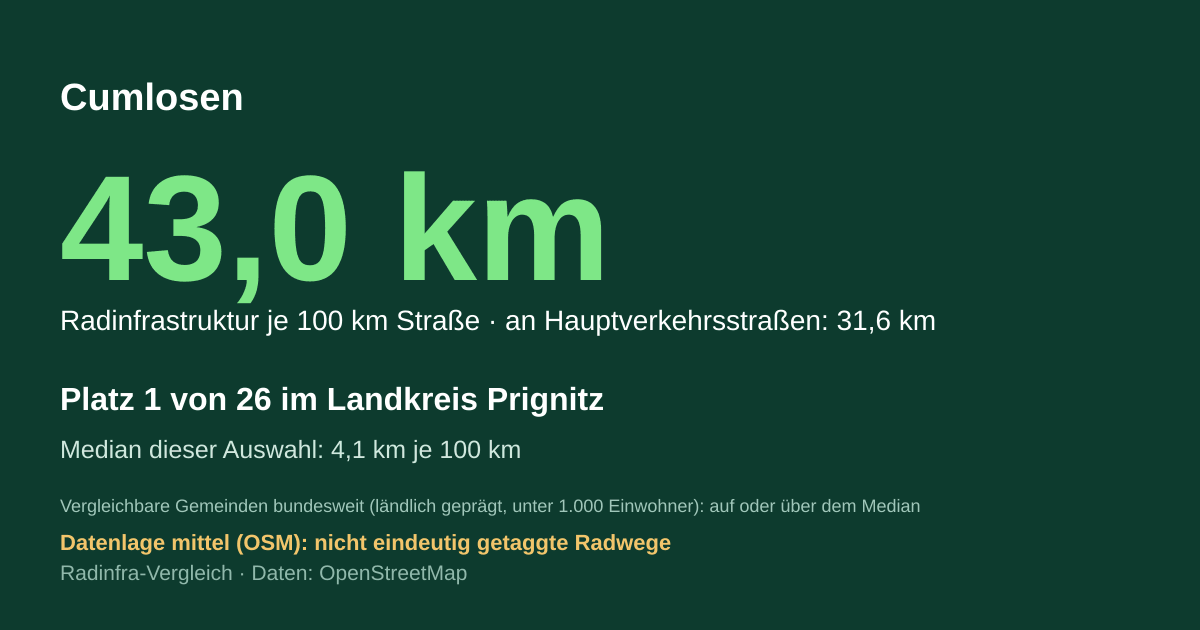 Cumlosen
43,0 km
Radinfrastruktur je 100 km Straße · an Hauptverkehrsstraßen: 31,6 km
Platz 1 von 26 im Landkreis Prignitz
Median dieser Auswahl: 4,1 km je 100 km
Vergleichbare Gemeinden bundesweit (ländlich geprägt, unter 1.000 Einwohner): auf oder über dem Median
Datenlage mittel (OSM): nicht eindeutig getaggte Radwege
Radinfra-Vergleich · Daten: OpenStreetMap